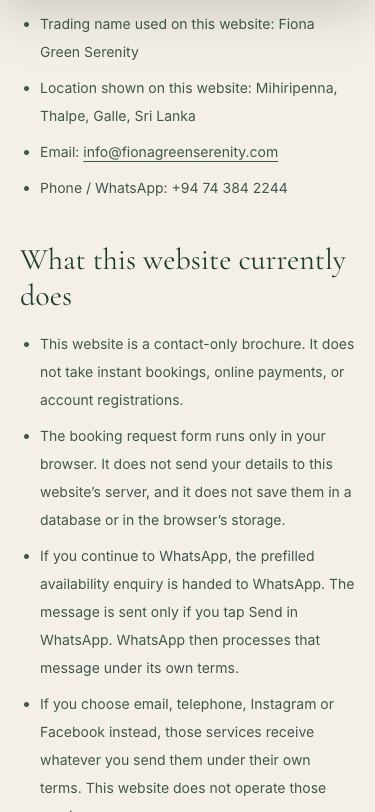 Trading name used on this website: Fiona
Green Serenity
Location shown on this website: Mihiripenna,
Thalpe, Galle, Sri Lanka
Email: info@fionagreenserenity.com
Phone / WhatsApp: +94 74 384 2244
What this website currently
does
This website is a contact-only brochure. It does
not take instant bookings, online payments, or
account registrations.
The booking request form runs only in your
browser. It does not send your details to this
website’s server, and it does not save them in a
database or in the browser’s storage.
If you continue to WhatsApp, the prefilled
availability enquiry is handed to WhatsApp. The
message is sent only if you tap Send in
WhatsApp. WhatsApp then processes that
message under its own terms.
If you choose email, telephone, Instagram or
Facebook instead, those services receive
whatever you send them under their own
terms. This website does not operate those